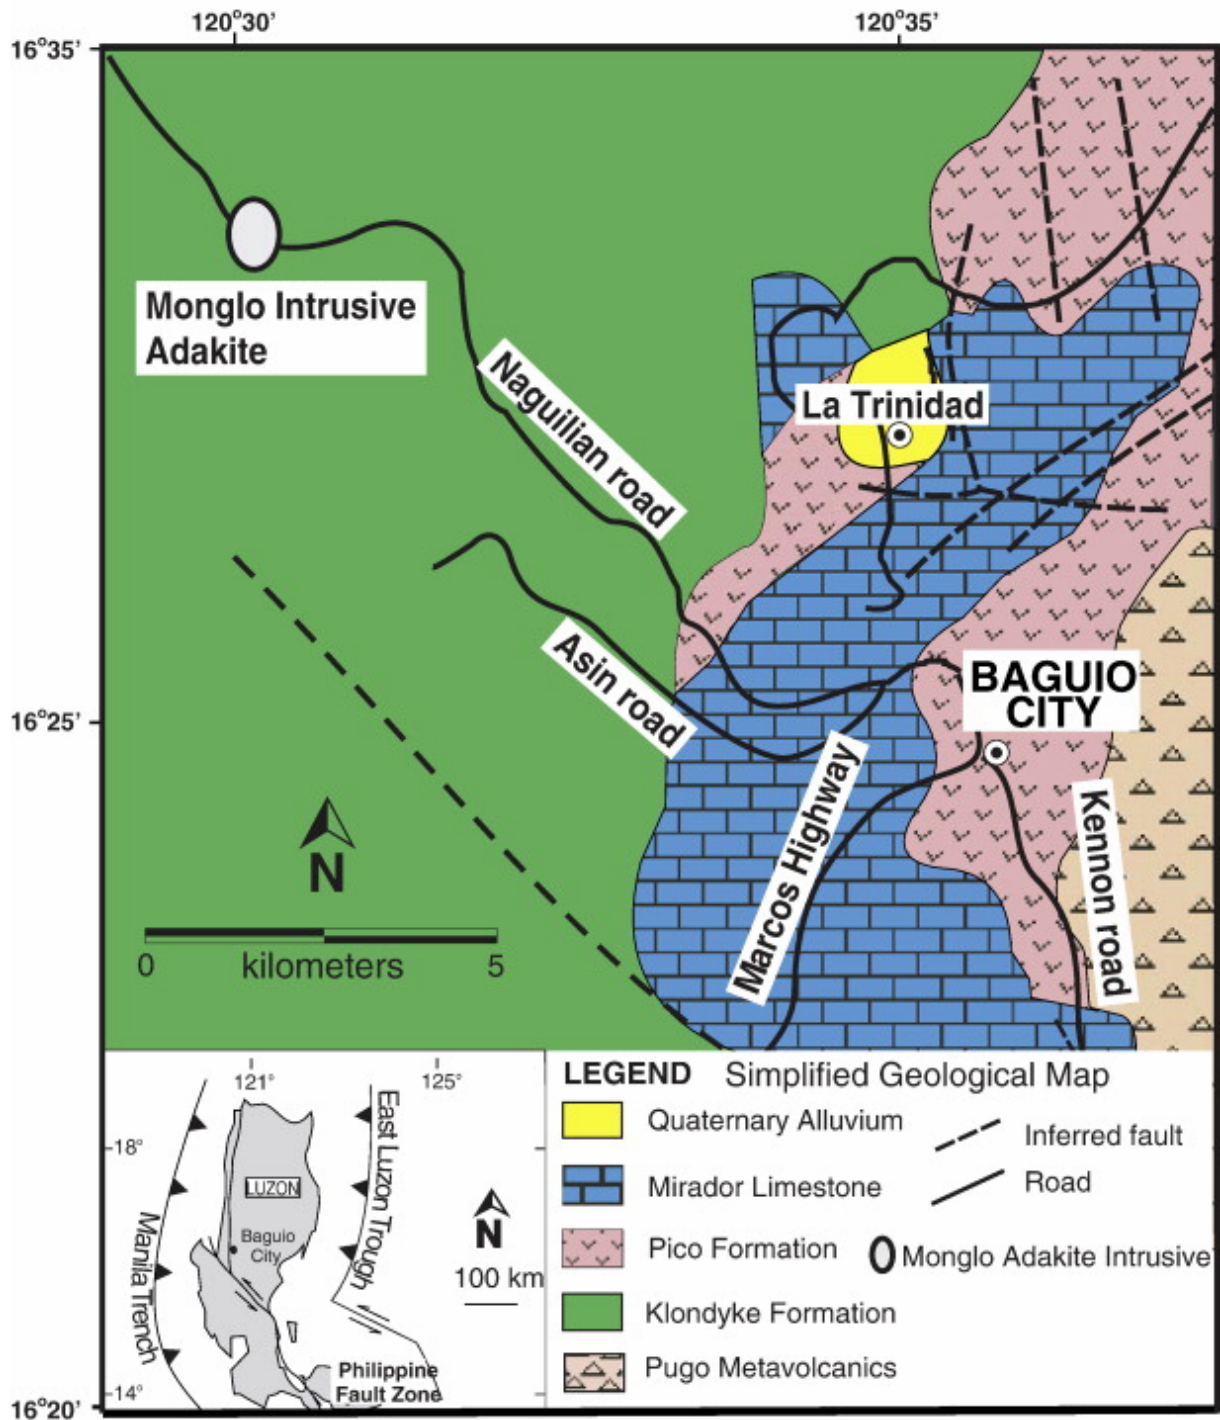 120°30'
120°35'
16°35'
Monglo Intrusive
Adakite
Naguilian road
La Trinidad
Asin road
BAGUIO
CITY
16°25'
Marcos Highway
Kennon road
N
0
kilometers
5
121°
125°
18°
14°
East Luzon Trough
LUZON
Baguio
City
Manila Trench
N
100 km
Philippine
Fault Zone
16°20'
LEGEND Simplified Geological Map
Quaternary Alluvium
Mirador Limestone
Pico Formation
Klondyke Formation
Pugo Metavolcanics
Inferred fault
Road
Monglo Adakite Intrusive